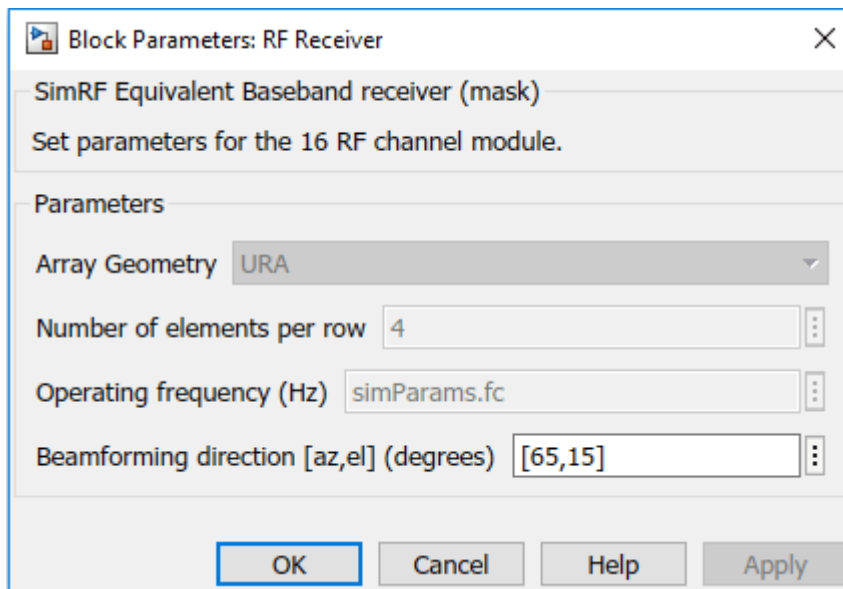 Block Parameters: RF Receiver
SimRF Equivalent Baseband receiver (mask)
Set parameters for the 16 RF channel module.
Parameters
Array Geometry URA
Number of elements per row 4
Operating frequency (Hz) simParams.fc
Beamforming direction [az,el] (degrees) [65,15]
OK Cancel Help Apply